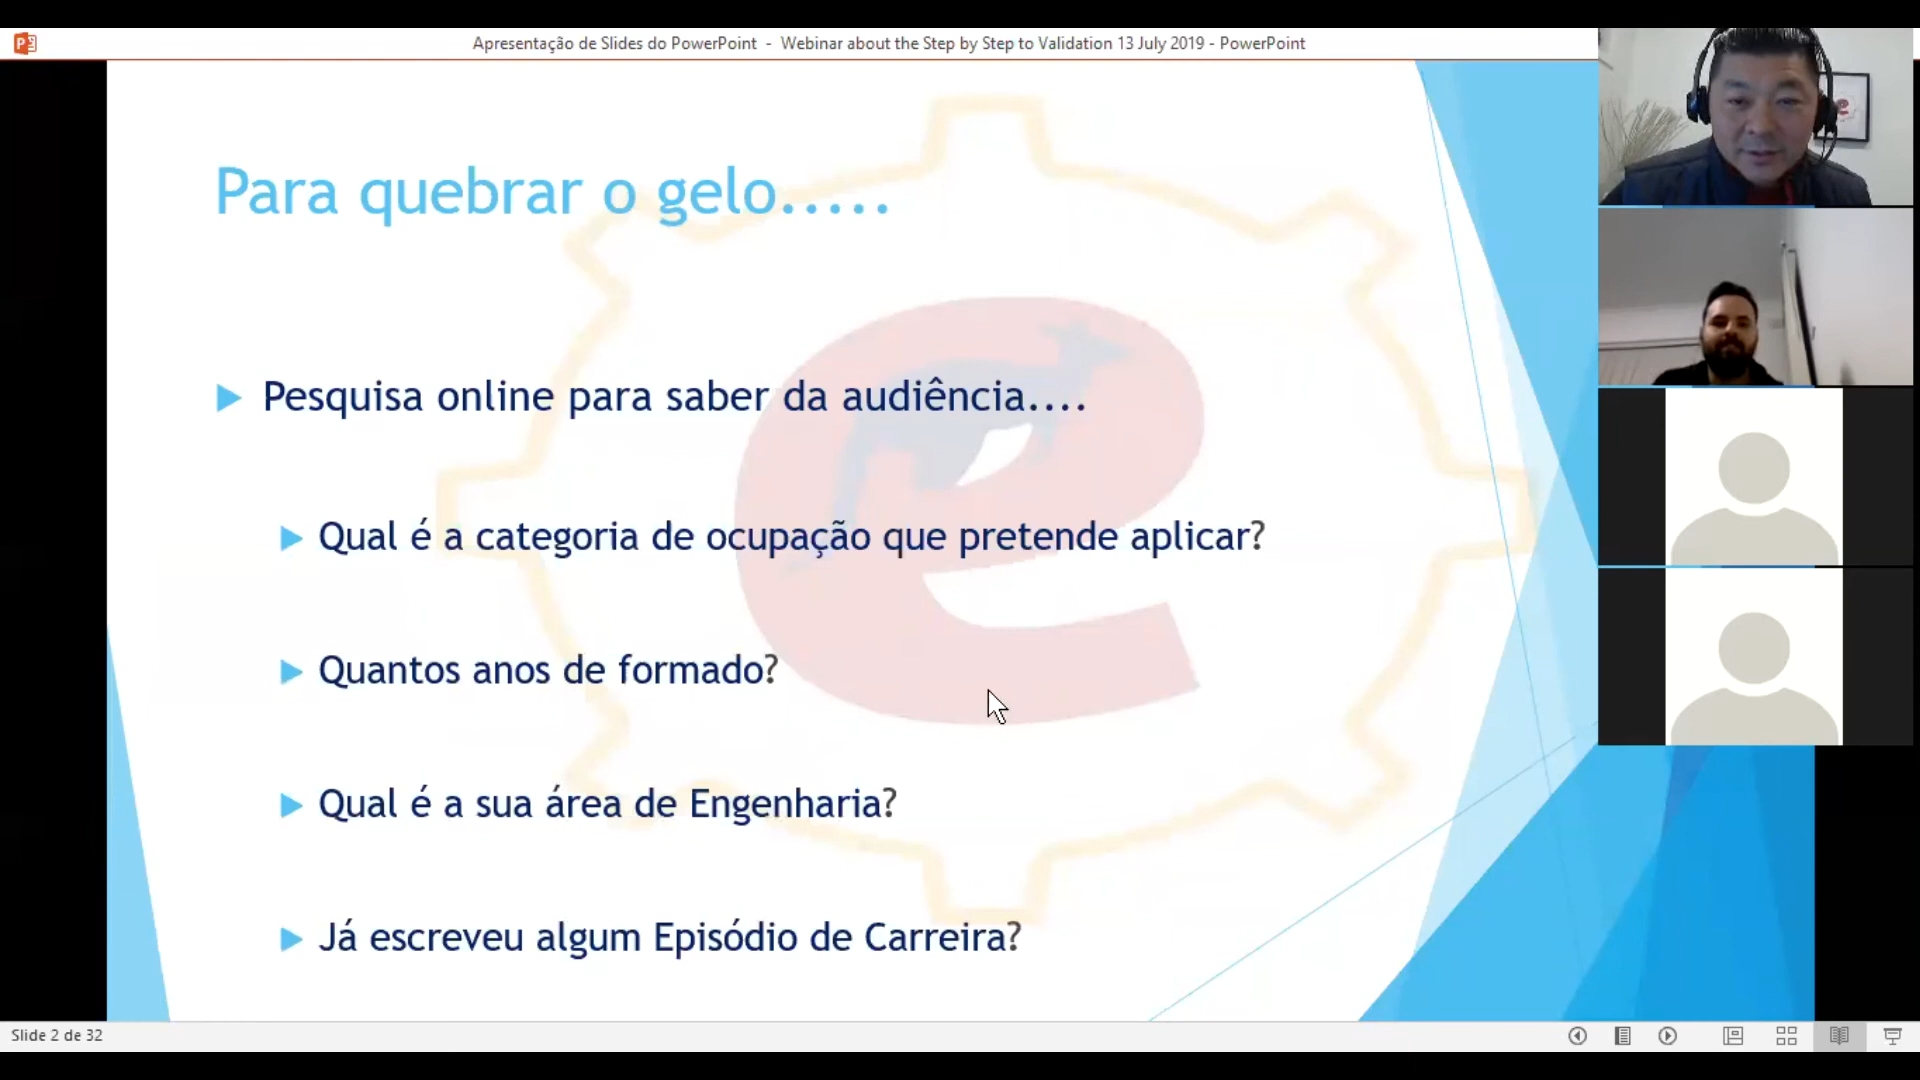 Apresentação de Slides do PowerPoint - Webinar about the Step by Step to Validation 13 July 2019 - PowerPoint
Para quebrar o gelo.....
Pesquisa online para saber da audiência....
Qual é a categoria de ocupação que pretende aplicar?
Quantos anos de formado?
Qual é a sua área de Engenharia?
Já escreveu algum Episódio de Carreira?
Slide 2 de 32